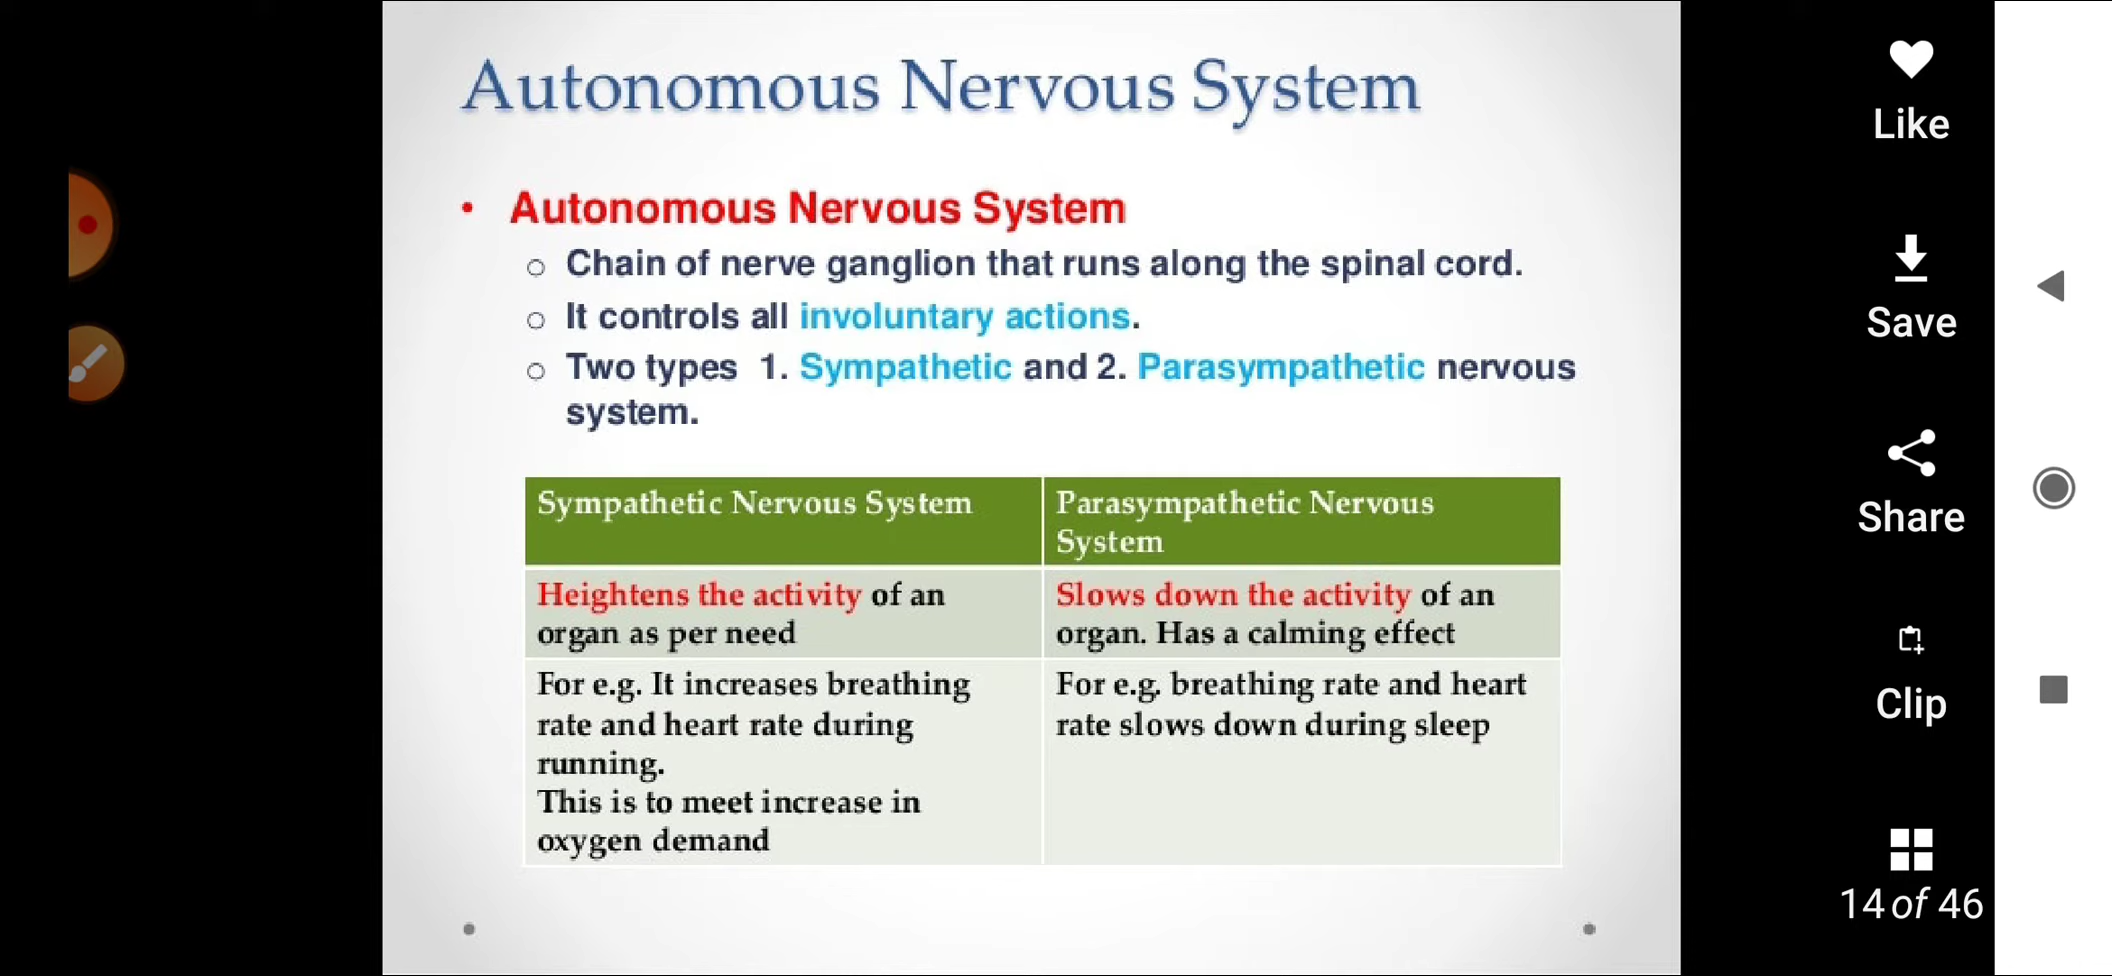 Autonomous Nervous System
• Autonomous Nervous System
o Chain of nerve ganglion that runs along the spinal cord.
o It controls all involuntary actions.
o Two types 1. Sympathetic and 2. Parasympathetic nervous
system.
Sympathetic Nervous System
Parasympathetic Nervous
System
Heightens the activity of an
organ as per need
Slows down the activity of an
organ. Has a calming effect
For e.g. It increases breathing
rate and heart rate during
running.
This is to meet increase in
oxygen demand
For e.g. breathing rate and heart
rate slows down during sleep
Like
Save
Share
Clip
14 of 46